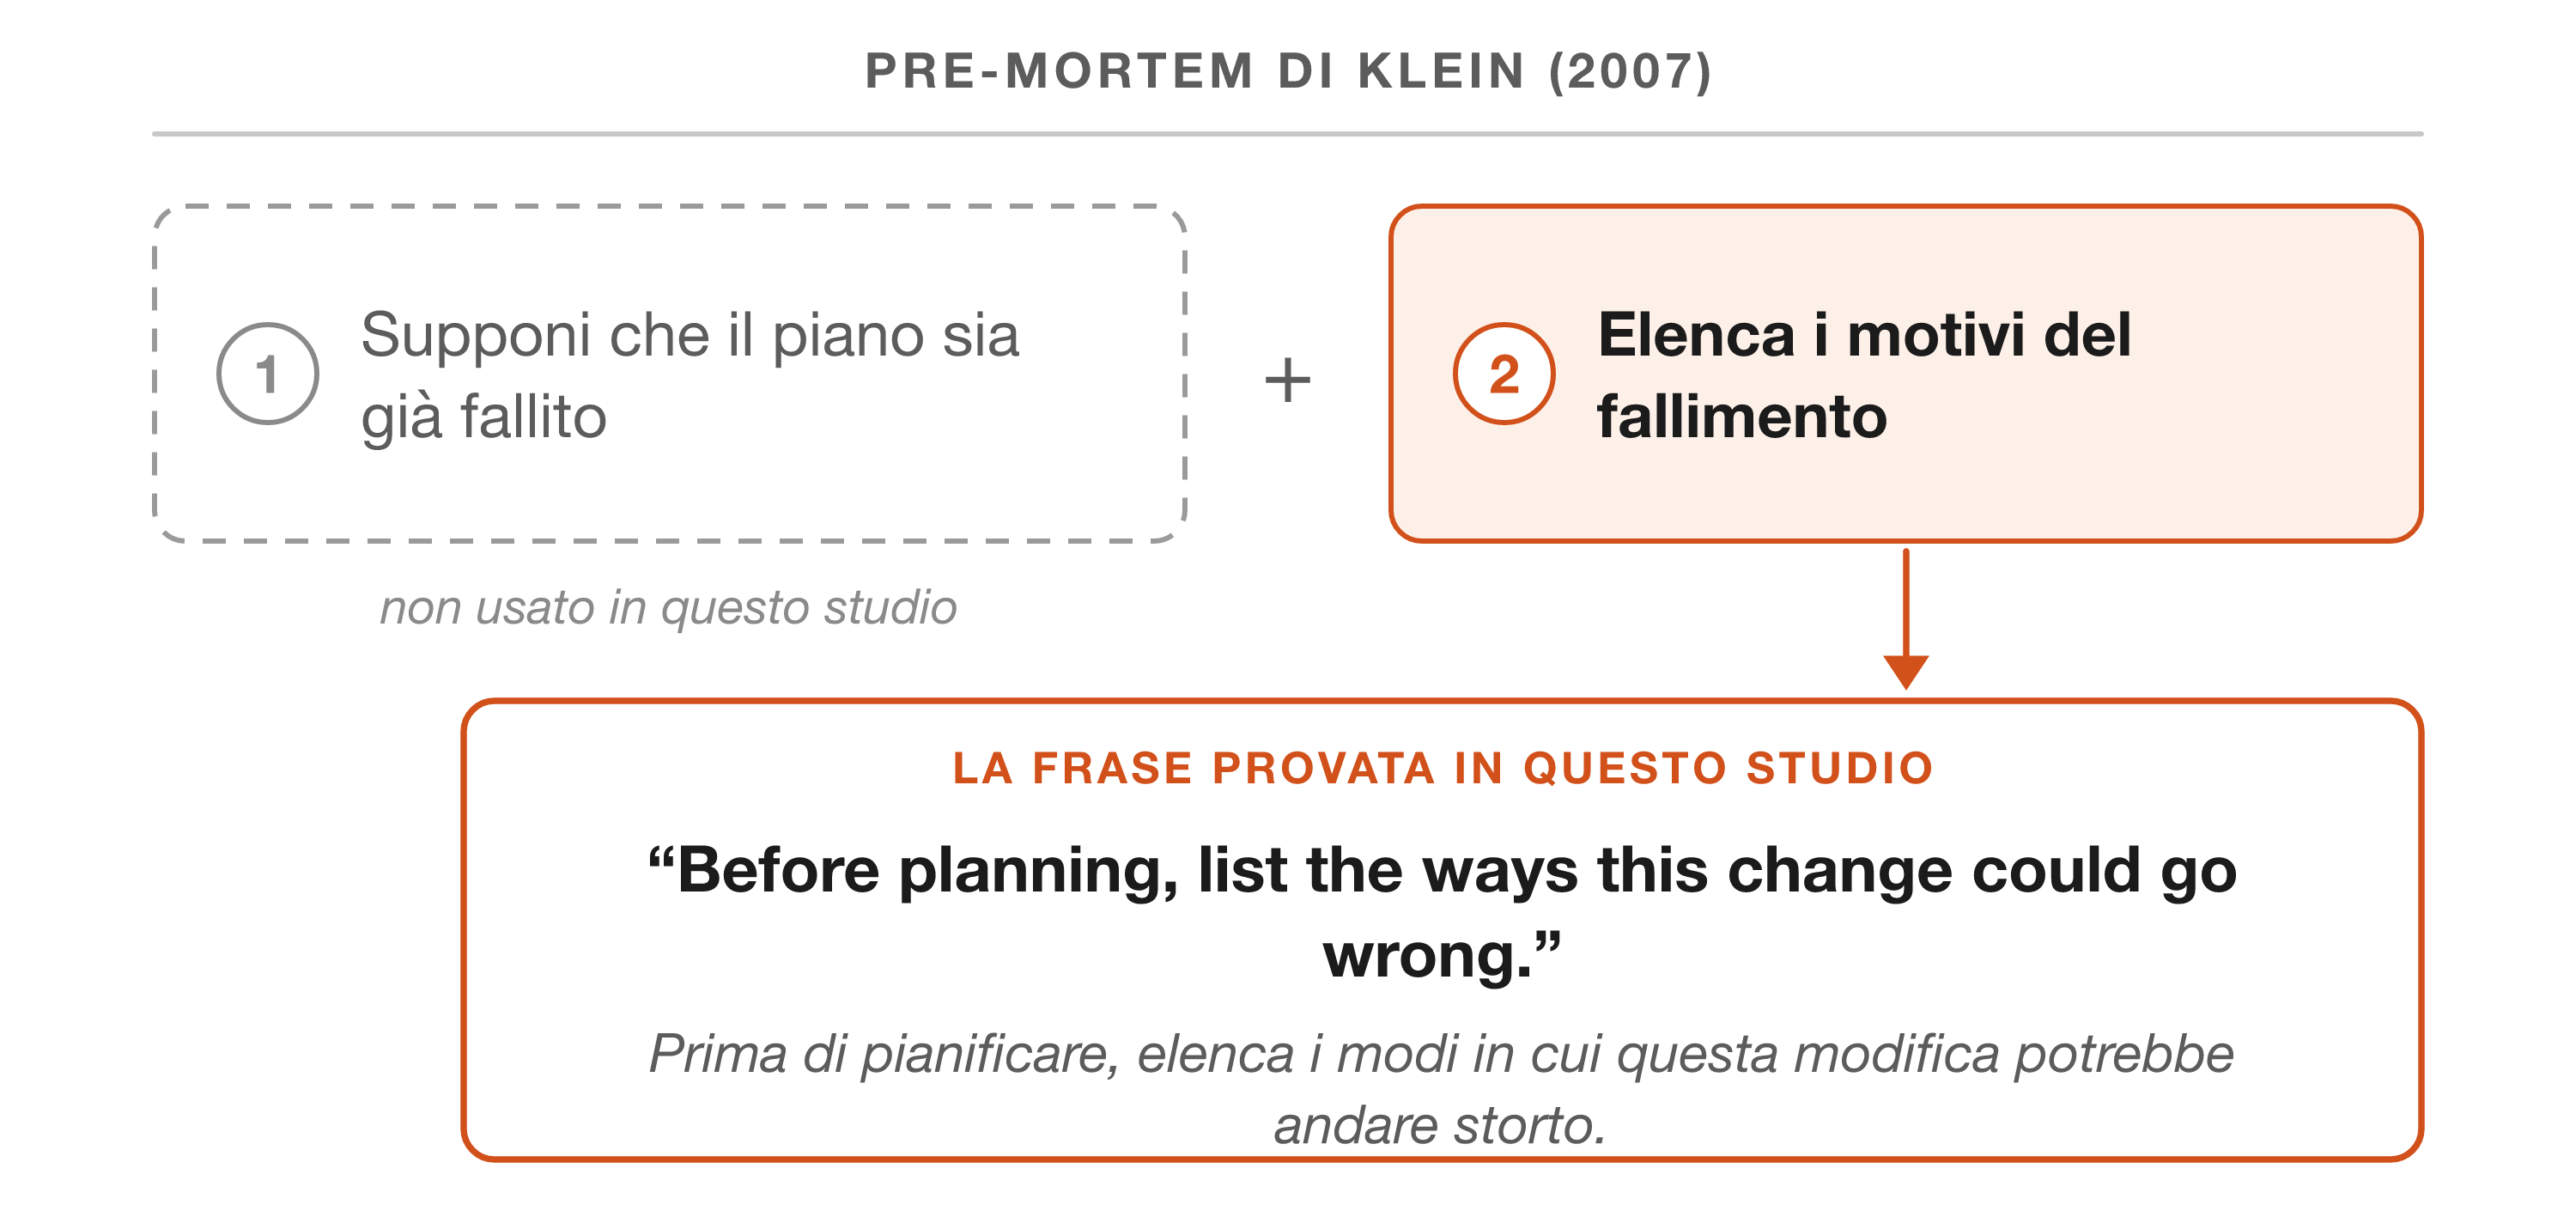 PRE-MORTEM DI KLEIN (2007)
1
Supponi che il piano sia
già fallito
+
2
Elenca i motivi del
fallimento
non usato in questo studio
LA FRASE PROVATA IN QUESTO STUDIO
“Before planning, list the ways this change could go
wrong.”
Prima di pianificare, elenca i modi in cui questa modifica potrebbe
andare storto.